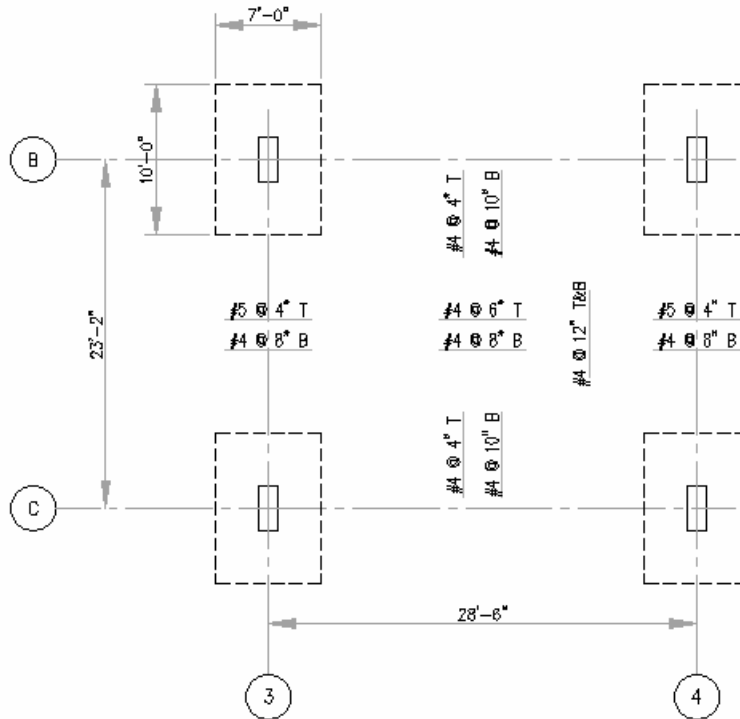 7'-0"
10'-0"
B
#4 @ 4" T
#4 @ 10" B
23'-2"
#5 @ 4" T
#4 @ 8" B
#4 @ 6" T
#4 @ 8" B
#4 @ 12" T&B
#5 @ 4" T
#4 @ 8" B
#4 @ 4" T
#4 @ 10" B
C
28'-6"
3
4